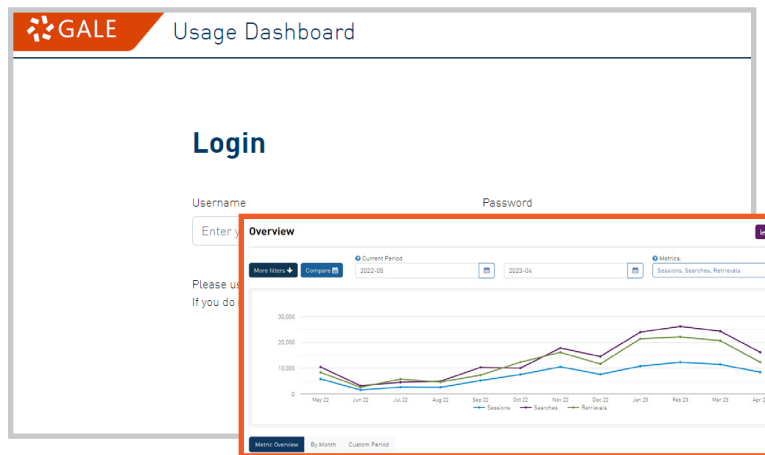 GALE Usage Dashboard
Login
Username Password
Enter
Please us
If you do
Overview
Current Period Metrics:
More filters Compare 2022-05 2023-04 Sessions, Searches, Retrievals
30,000
20,000
10,000
0
May 22 Jun 22 Jul 22 Aug 22 Sep 22 Oct 22 Nov 22 Dec 22 Jan 23 Feb 23 Mar 23 Apr 2
Sessions Searches Retrievals
Metric Overview By Month Custom Period